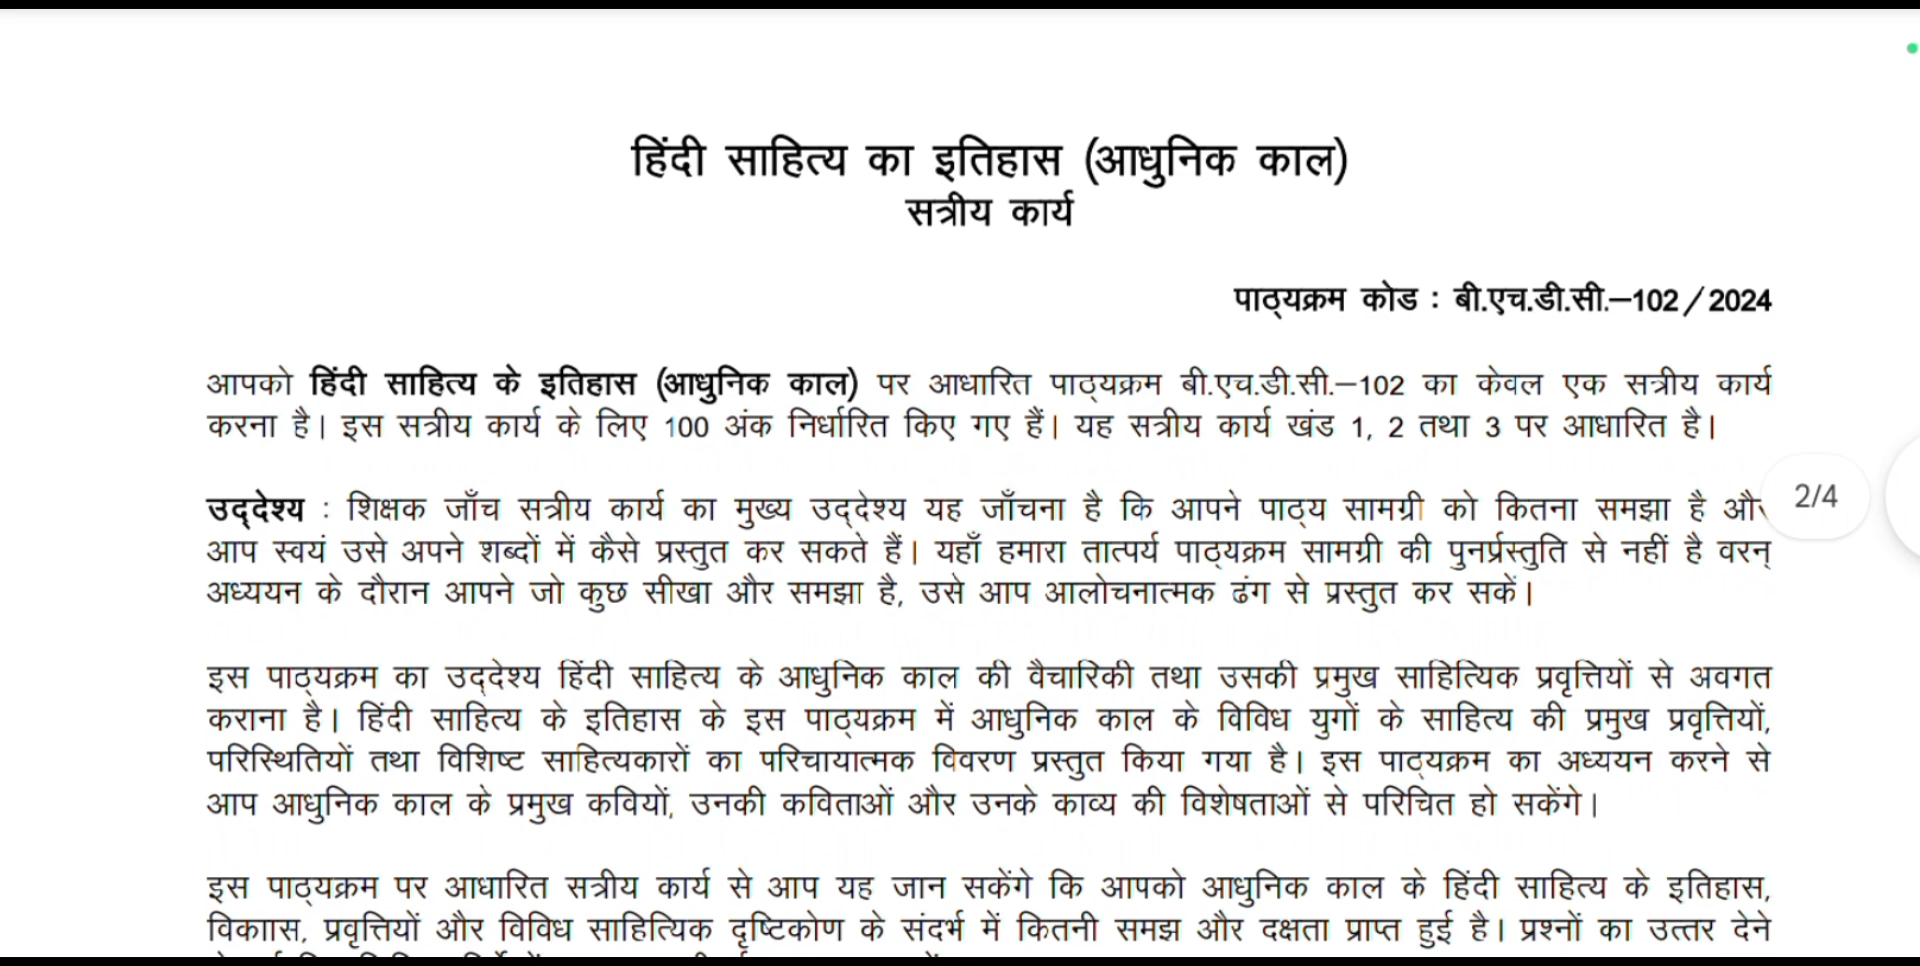 हिंदी साहित्य का इतिहास (आधुनिक काल)
सत्रीय कार्य
पाठ्यक्रम कोड : बी.एच.डी.सी.–102/2024
आपको हिंदी साहित्य के इतिहास (आधुनिक काल) पर आधारित पाठ्यक्रम बी.एच.डी.सी.–102 का केवल एक सत्रीय कार्य
करना है। इस सत्रीय कार्य के लिए 100 अंक निर्धारित किए गए हैं। यह सत्रीय कार्य खंड 1, 2 तथा 3 पर आधारित है।
उद्देश्य : शिक्षक जाँच सत्रीय कार्य का मुख्य उद्देश्य यह जाँचना है कि आपने पाठ्य सामग्री को कितना समझा है और
2/4
आप स्वयं उसे अपने शब्दों में कैसे प्रस्तुत कर सकते हैं। यहाँ हमारा तात्पर्य पाठ्यक्रम सामग्री की पुनर्प्रस्तुति से नहीं है वरन्
अध्ययन के दौरान आपने जो कुछ सीखा और समझा है, उसे आप आलोचनात्मक ढंग से प्रस्तुत कर सकें।
इस पाठ्यक्रम का उद्देश्य हिंदी साहित्य के आधुनिक काल की वैचारिकी तथा उसकी प्रमुख साहित्यिक प्रवृत्तियों से अवगत
कराना है। हिंदी साहित्य के इतिहास के इस पाठ्यक्रम में आधुनिक काल के विविध युगों के साहित्य की प्रमुख प्रवृत्तियों,
परिस्थितियों तथा विशिष्ट साहित्यकारों का परिचायात्मक विवरण प्रस्तुत किया गया है। इस पाठ्यक्रम का अध्ययन करने से
आप आधुनिक काल के प्रमुख कवियों, उनकी कविताओं और उनके काव्य की विशेषताओं से परिचित हो सकेंगे।
इस पाठ्यक्रम पर आधारित सत्रीय कार्य से आप यह जान सकेंगे कि आपको आधुनिक काल के हिंदी साहित्य के इतिहास,
विकाास, प्रवृत्तियों और विविध साहित्यिक दृष्टिकोण के संदर्भ में कितनी समझ और दक्षता प्राप्त हुई है। प्रश्नों का उत्तर देने